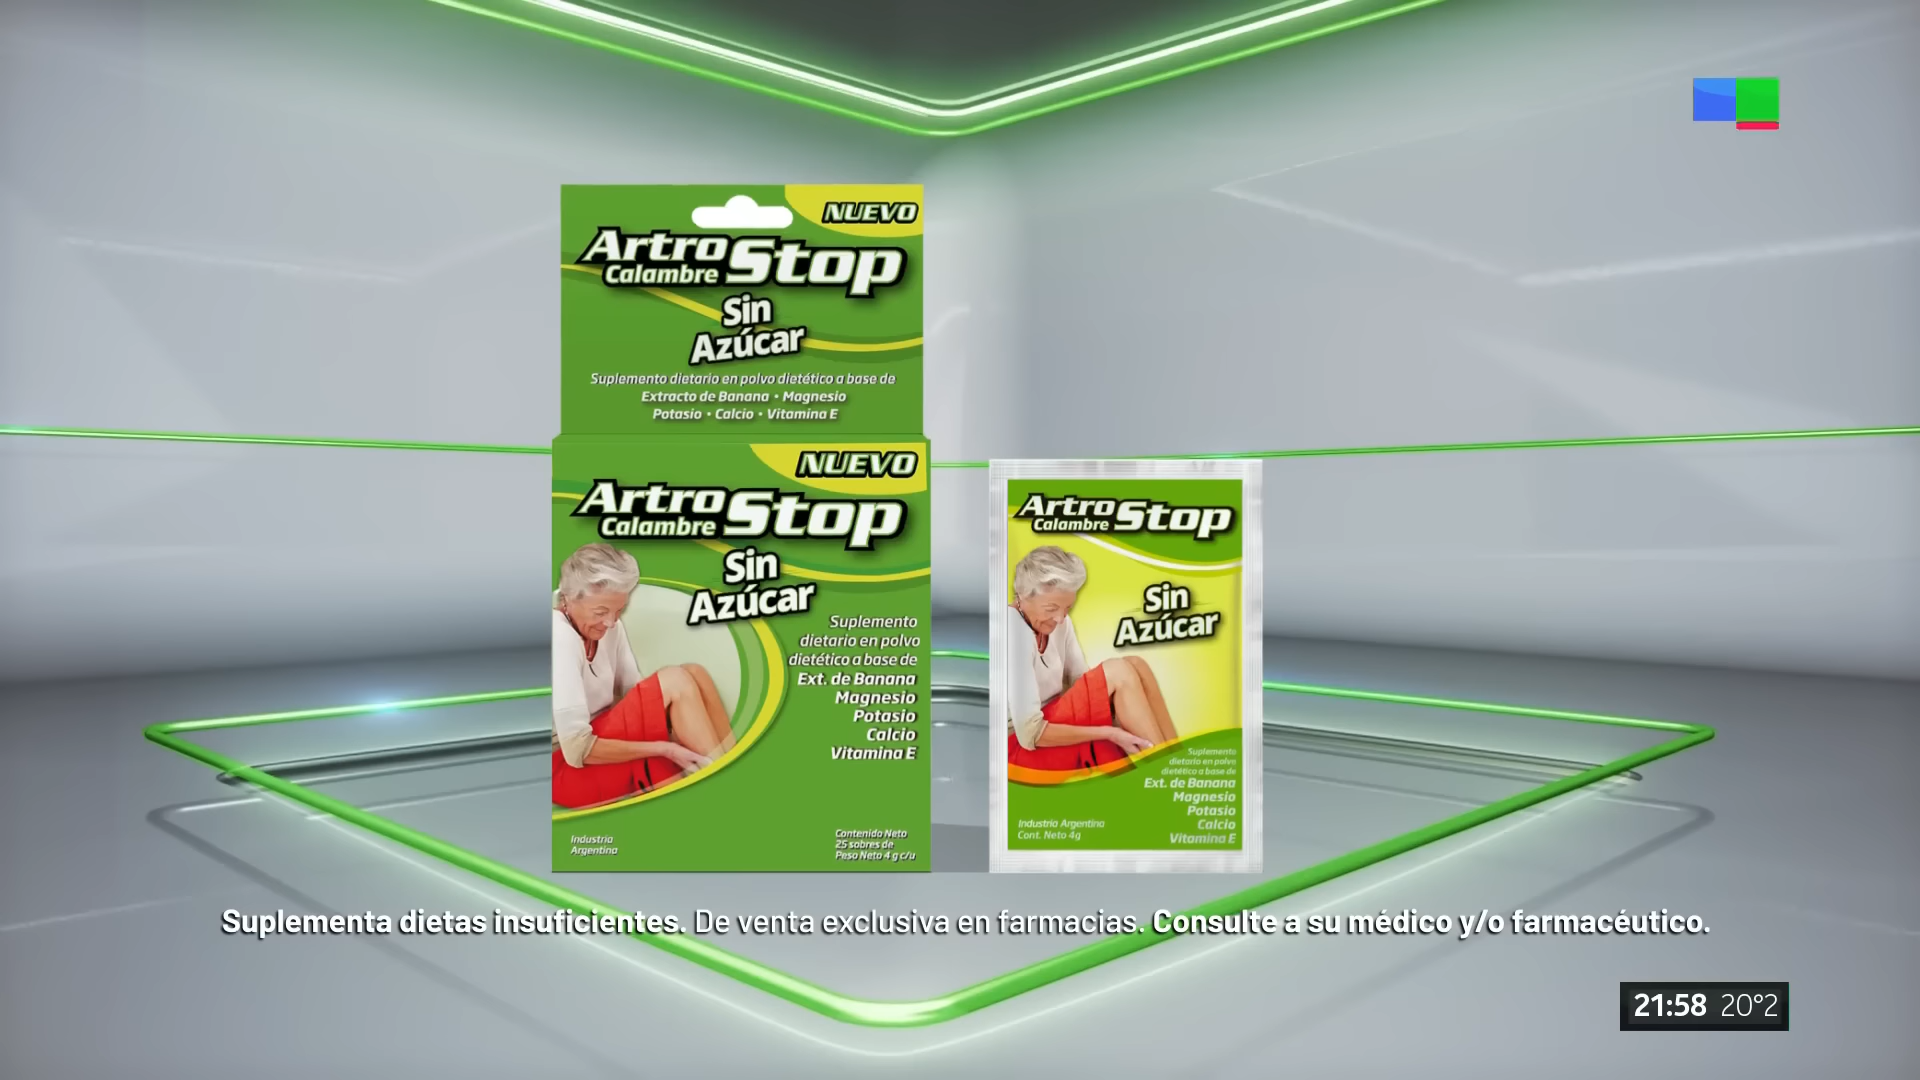 NUEVO
Artro Stop
Calambre
Sin
Azúcar
Suplemento dietario en polvo dietético a base de
Extracto de Banana • Magnesio
Potasio • Calcio • Vitamina E
NUEVO
Artro Stop
Calambre
Sin
Azúcar
Suplemento
dietario en polvo
dietético a base de
Ext. de Banana
Magnesio
Potasio
Calcio
Vitamina E
Industria
Argentina
Contenido Neto
25 sobres de
Peso Neto 4 g c/u
Artro Stop
Calambre
Sin
Azúcar
Suplemento
dietario en polvo
dietético a base de
Ext. de Banana
Magnesio
Potasio
Calcio
Vitamina E
Industria Argentina
Cont. Neto 4g
Suplementa dietas insuficientes. De venta exclusiva en farmacias. Consulte a su médico y/o farmacéutico.
21:58 20°2